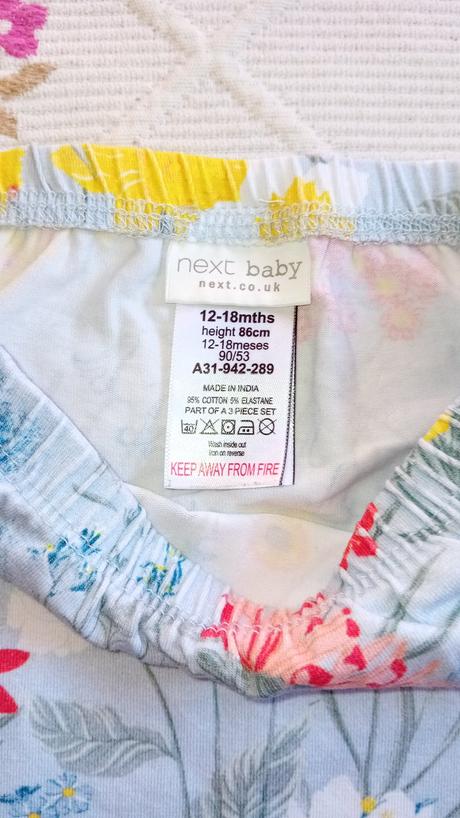 next baby
next.co.uk
12-18mths
height 86cm
12-18meses
90/53
A31-942-289
MADE IN INDIA
95% COTTON 5% ELASTANE
PART OF A 3 PIECE SET
40
Wash inside out
Iron on reverse
KEEP AWAY FROM FIRE